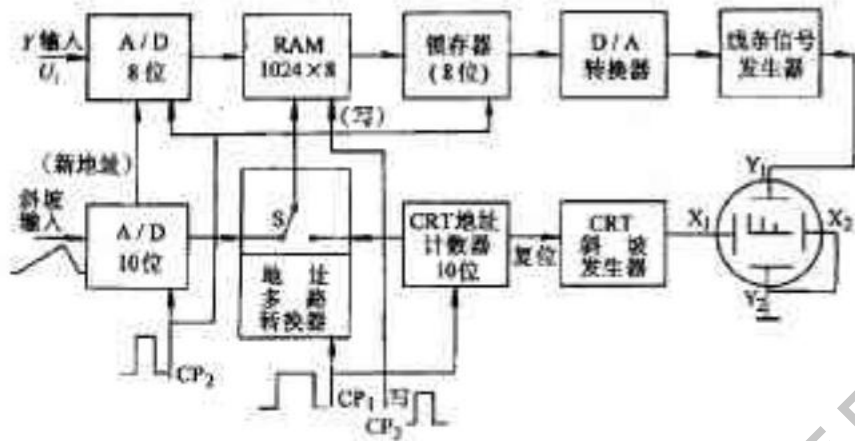 Y 输入
U₁
A/D
8位
RAM
1024×8
锁存器
(8位)
D/A
转换器
线条信号
发生器
(写)
(新地址)
斜坡
输入
A/D
10位
S
地址
多路
转换器
CRT地址
计数器
10位
复位
CRT
斜坡
发生器
Y₁
X₁
X₂
Y₂
CP₂
CP₁
写
CP₂